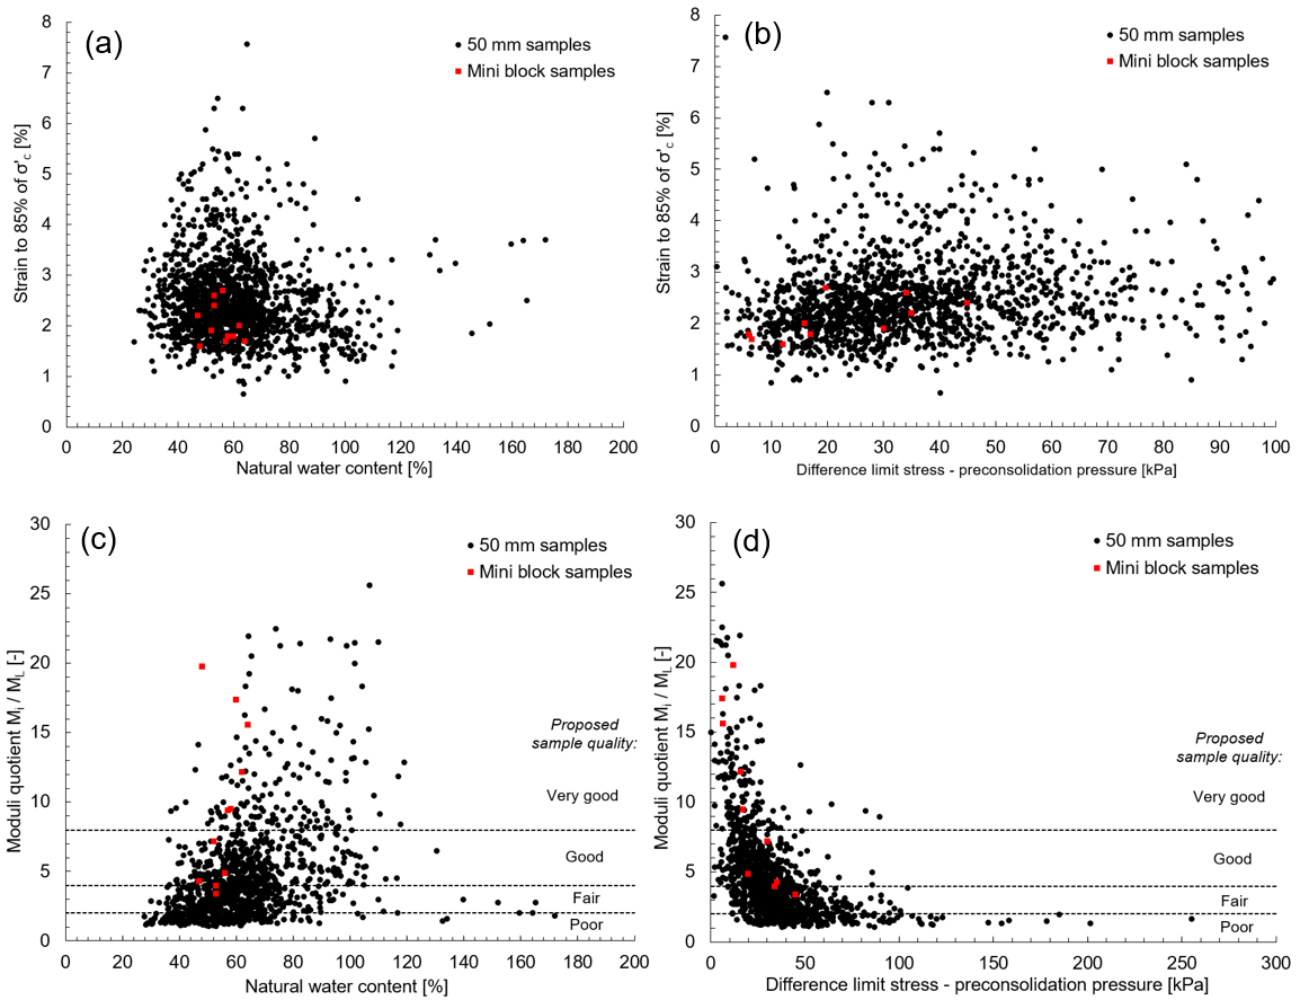 (a)
50 mm samples
Mini block samples
Strain to 85% of σ'c [%]
8
7
6
5
4
3
2
1
0
0 20 40 60 80 100 120 140 160 180 200
Natural water content [%]
(b)
50 mm samples
Mini block samples
Strain to 85% of σ'c [%]
8
7
6
5
4
3
2
1
0
0 10 20 30 40 50 60 70 80 90 100
Difference limit stress - preconsolidation pressure [kPa]
(c)
50 mm samples
Mini block samples
Moduli quotient Mi / ML [-]
30
25
20
15
10
5
0
Proposed
sample quality:
Very good
Good
Fair
Poor
0 20 40 60 80 100 120 140 160 180 200
Natural water content [%]
(d)
50 mm samples
Mini block samples
Moduli quotient Mi / ML [-]
30
25
20
15
10
5
0
Proposed
sample quality:
Very good
Good
Fair
Poor
0 50 100 150 200 250 300
Difference limit stress - preconsolidation pressure [kPa]